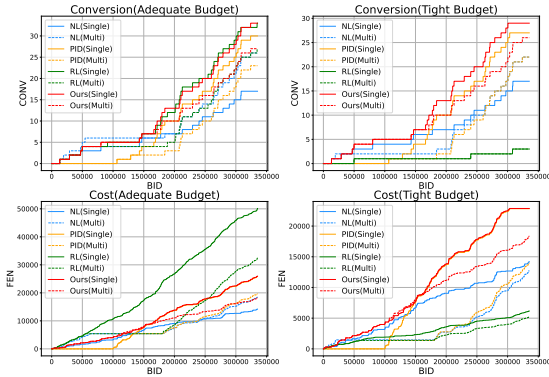 Conversion(Adequate Budget)
CONV
30
25
20
15
10
5
0
NL(Single)
NL(Multi)
PID(Single)
PID(Multi)
RL(Single)
RL(Multi)
Ours(Single)
Ours(Multi)
0 50000 100000 150000 200000 250000 300000 350000
BID
Conversion(Tight Budget)
CONV
30
25
20
15
10
5
0
NL(Single)
NL(Multi)
PID(Single)
PID(Multi)
RL(Single)
RL(Multi)
Ours(Single)
Ours(Multi)
0 50000 100000 150000 200000 250000 300000 350000
BID
Cost(Adequate Budget)
FEN
50000
40000
30000
20000
10000
0
NL(Single)
NL(Multi)
PID(Single)
PID(Multi)
RL(Single)
RL(Multi)
Ours(Single)
Ours(Multi)
0 50000 100000 150000 200000 250000 300000 350000
BID
Cost(Tight Budget)
FEN
20000
15000
10000
5000
0
NL(Single)
NL(Multi)
PID(Single)
PID(Multi)
RL(Single)
RL(Multi)
Ours(Single)
Ours(Multi)
0 50000 100000 150000 200000 250000 300000 350000
BID